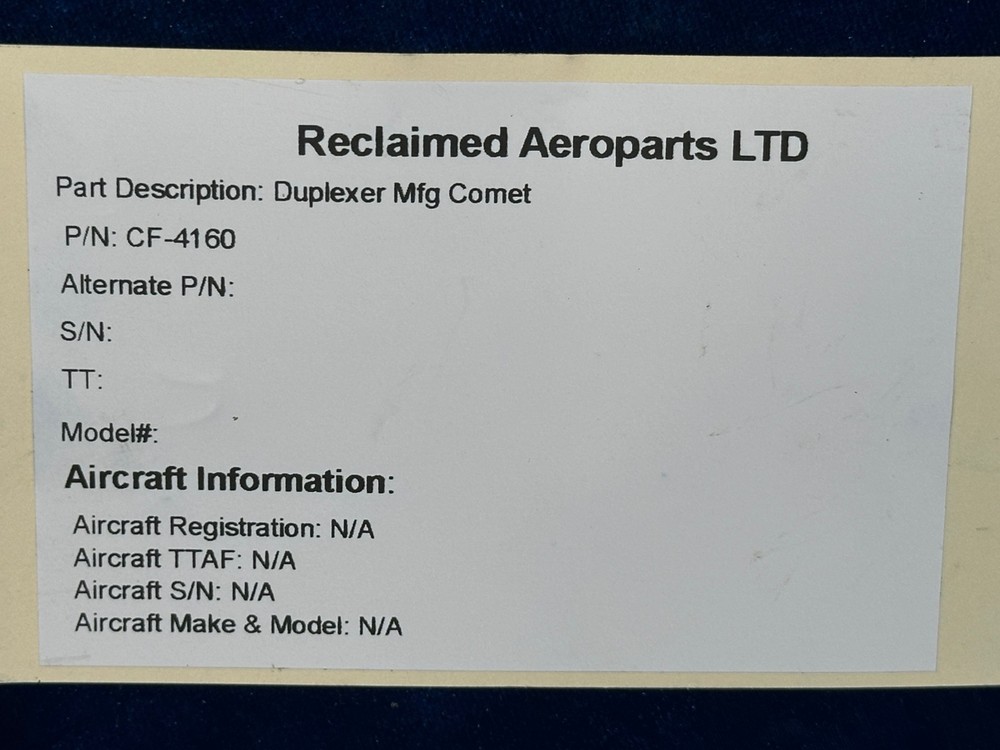 Reclaimed Aeroparts LTD
Part Description: Duplexer Mfg Comet
P/N: CF-4160
Alternate P/N:
S/N:
TT:
Model#:
Aircraft Information:
Aircraft Registration: N/A
Aircraft TTAF: N/A
Aircraft S/N: N/A
Aircraft Make & Model: N/A